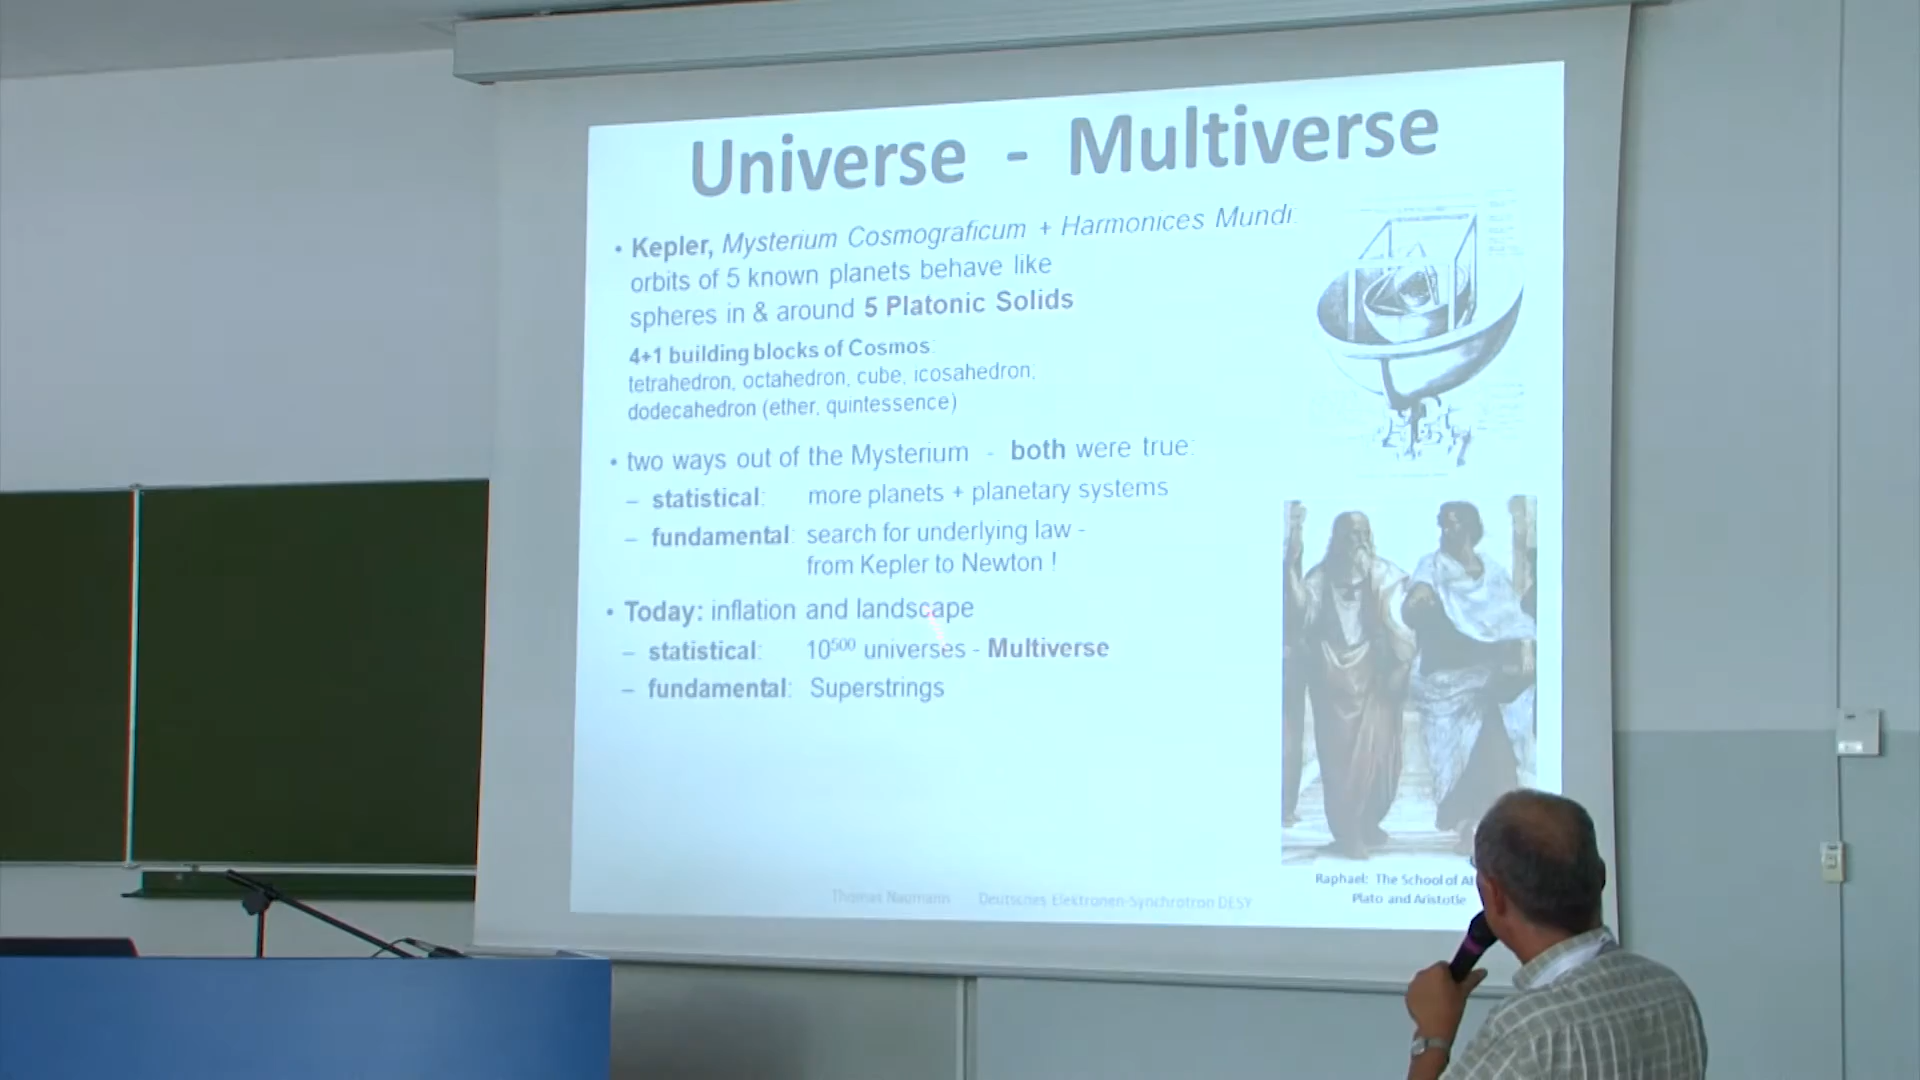 Universe - Multiverse
• Kepler, Mysterium Cosmograficum + Harmonices Mundi:
orbits of 5 known planets behave like
spheres in & around 5 Platonic Solids
4+1 building blocks of Cosmos:
tetrahedron, octahedron, cube, icosahedron,
dodecahedron (ether, quintessence)
• two ways out of the Mysterium - both were true:
– statistical: more planets + planetary systems
– fundamental: search for underlying law -
from Kepler to Newton !
• Today: inflation and landscape
– statistical: 10⁵⁰⁰ universes - Multiverse
– fundamental: Superstrings
Raphael: The School of
Plato and Aristotle
Thomas Naumann Deutsches Elektronen-Synchrotron DESY